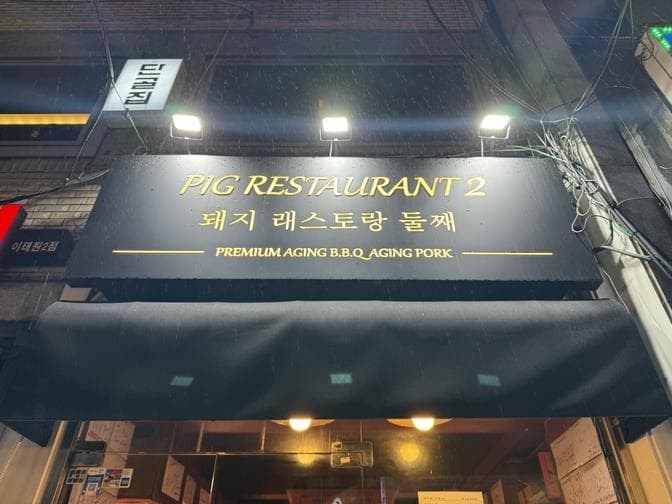 PIG RESTAURANT 2
돼지 래스토랑 둘째
PREMIUM AGING B.B.Q AGING PORK
이태원2점